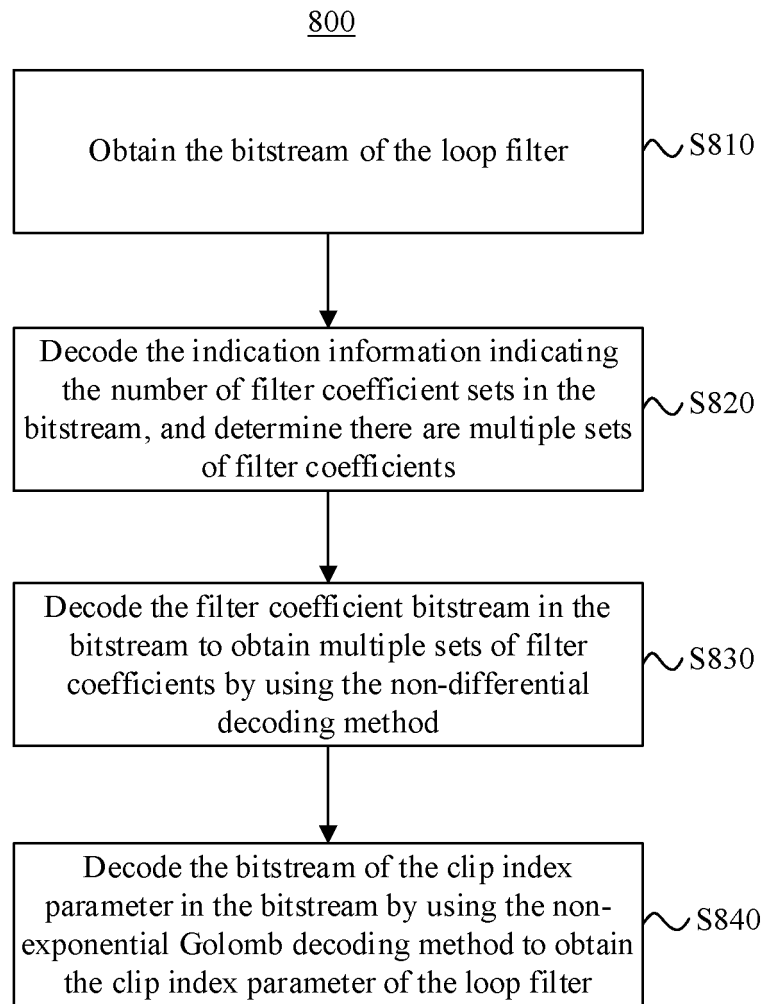 800
Obtain the bitstream of the loop filter
S810
Decode the indication information indicating
the number of filter coefficient sets in the
bitstream, and determine there are multiple sets
of filter coefficients
S820
Decode the filter coefficient bitstream in the
bitstream to obtain multiple sets of filter
coefficients by using the non-differential
decoding method
S830
Decode the bitstream of the clip index
parameter in the bitstream by using the non-
exponential Golomb decoding method to obtain
the clip index parameter of the loop filter
S840